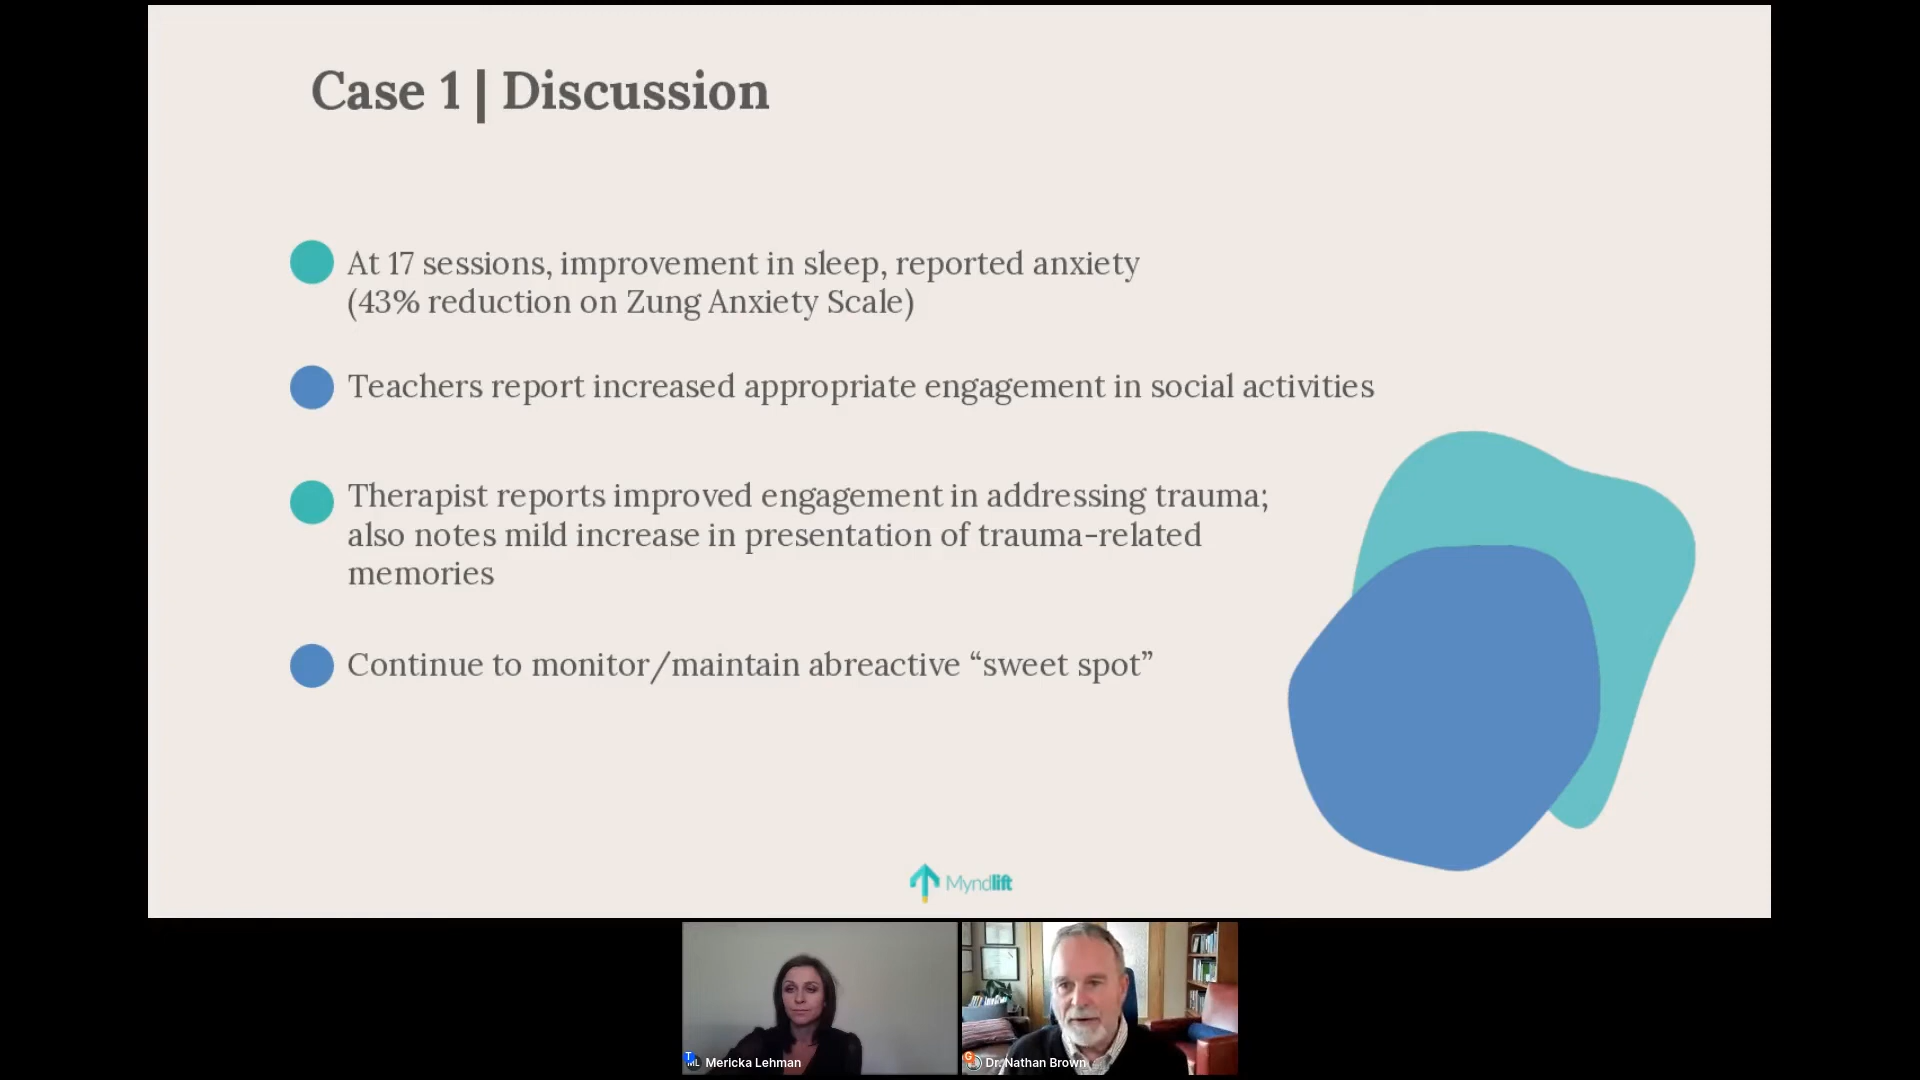 Case 1 | Discussion
At 17 sessions, improvement in sleep, reported anxiety
(43% reduction on Zung Anxiety Scale)
Teachers report increased appropriate engagement in social activities
Therapist reports improved engagement in addressing trauma;
also notes mild increase in presentation of trauma-related
memories
Continue to monitor/maintain abreactive “sweet spot”
Myndlift
T
ML Mericka Lehman
G
Dr. Nathan Brown